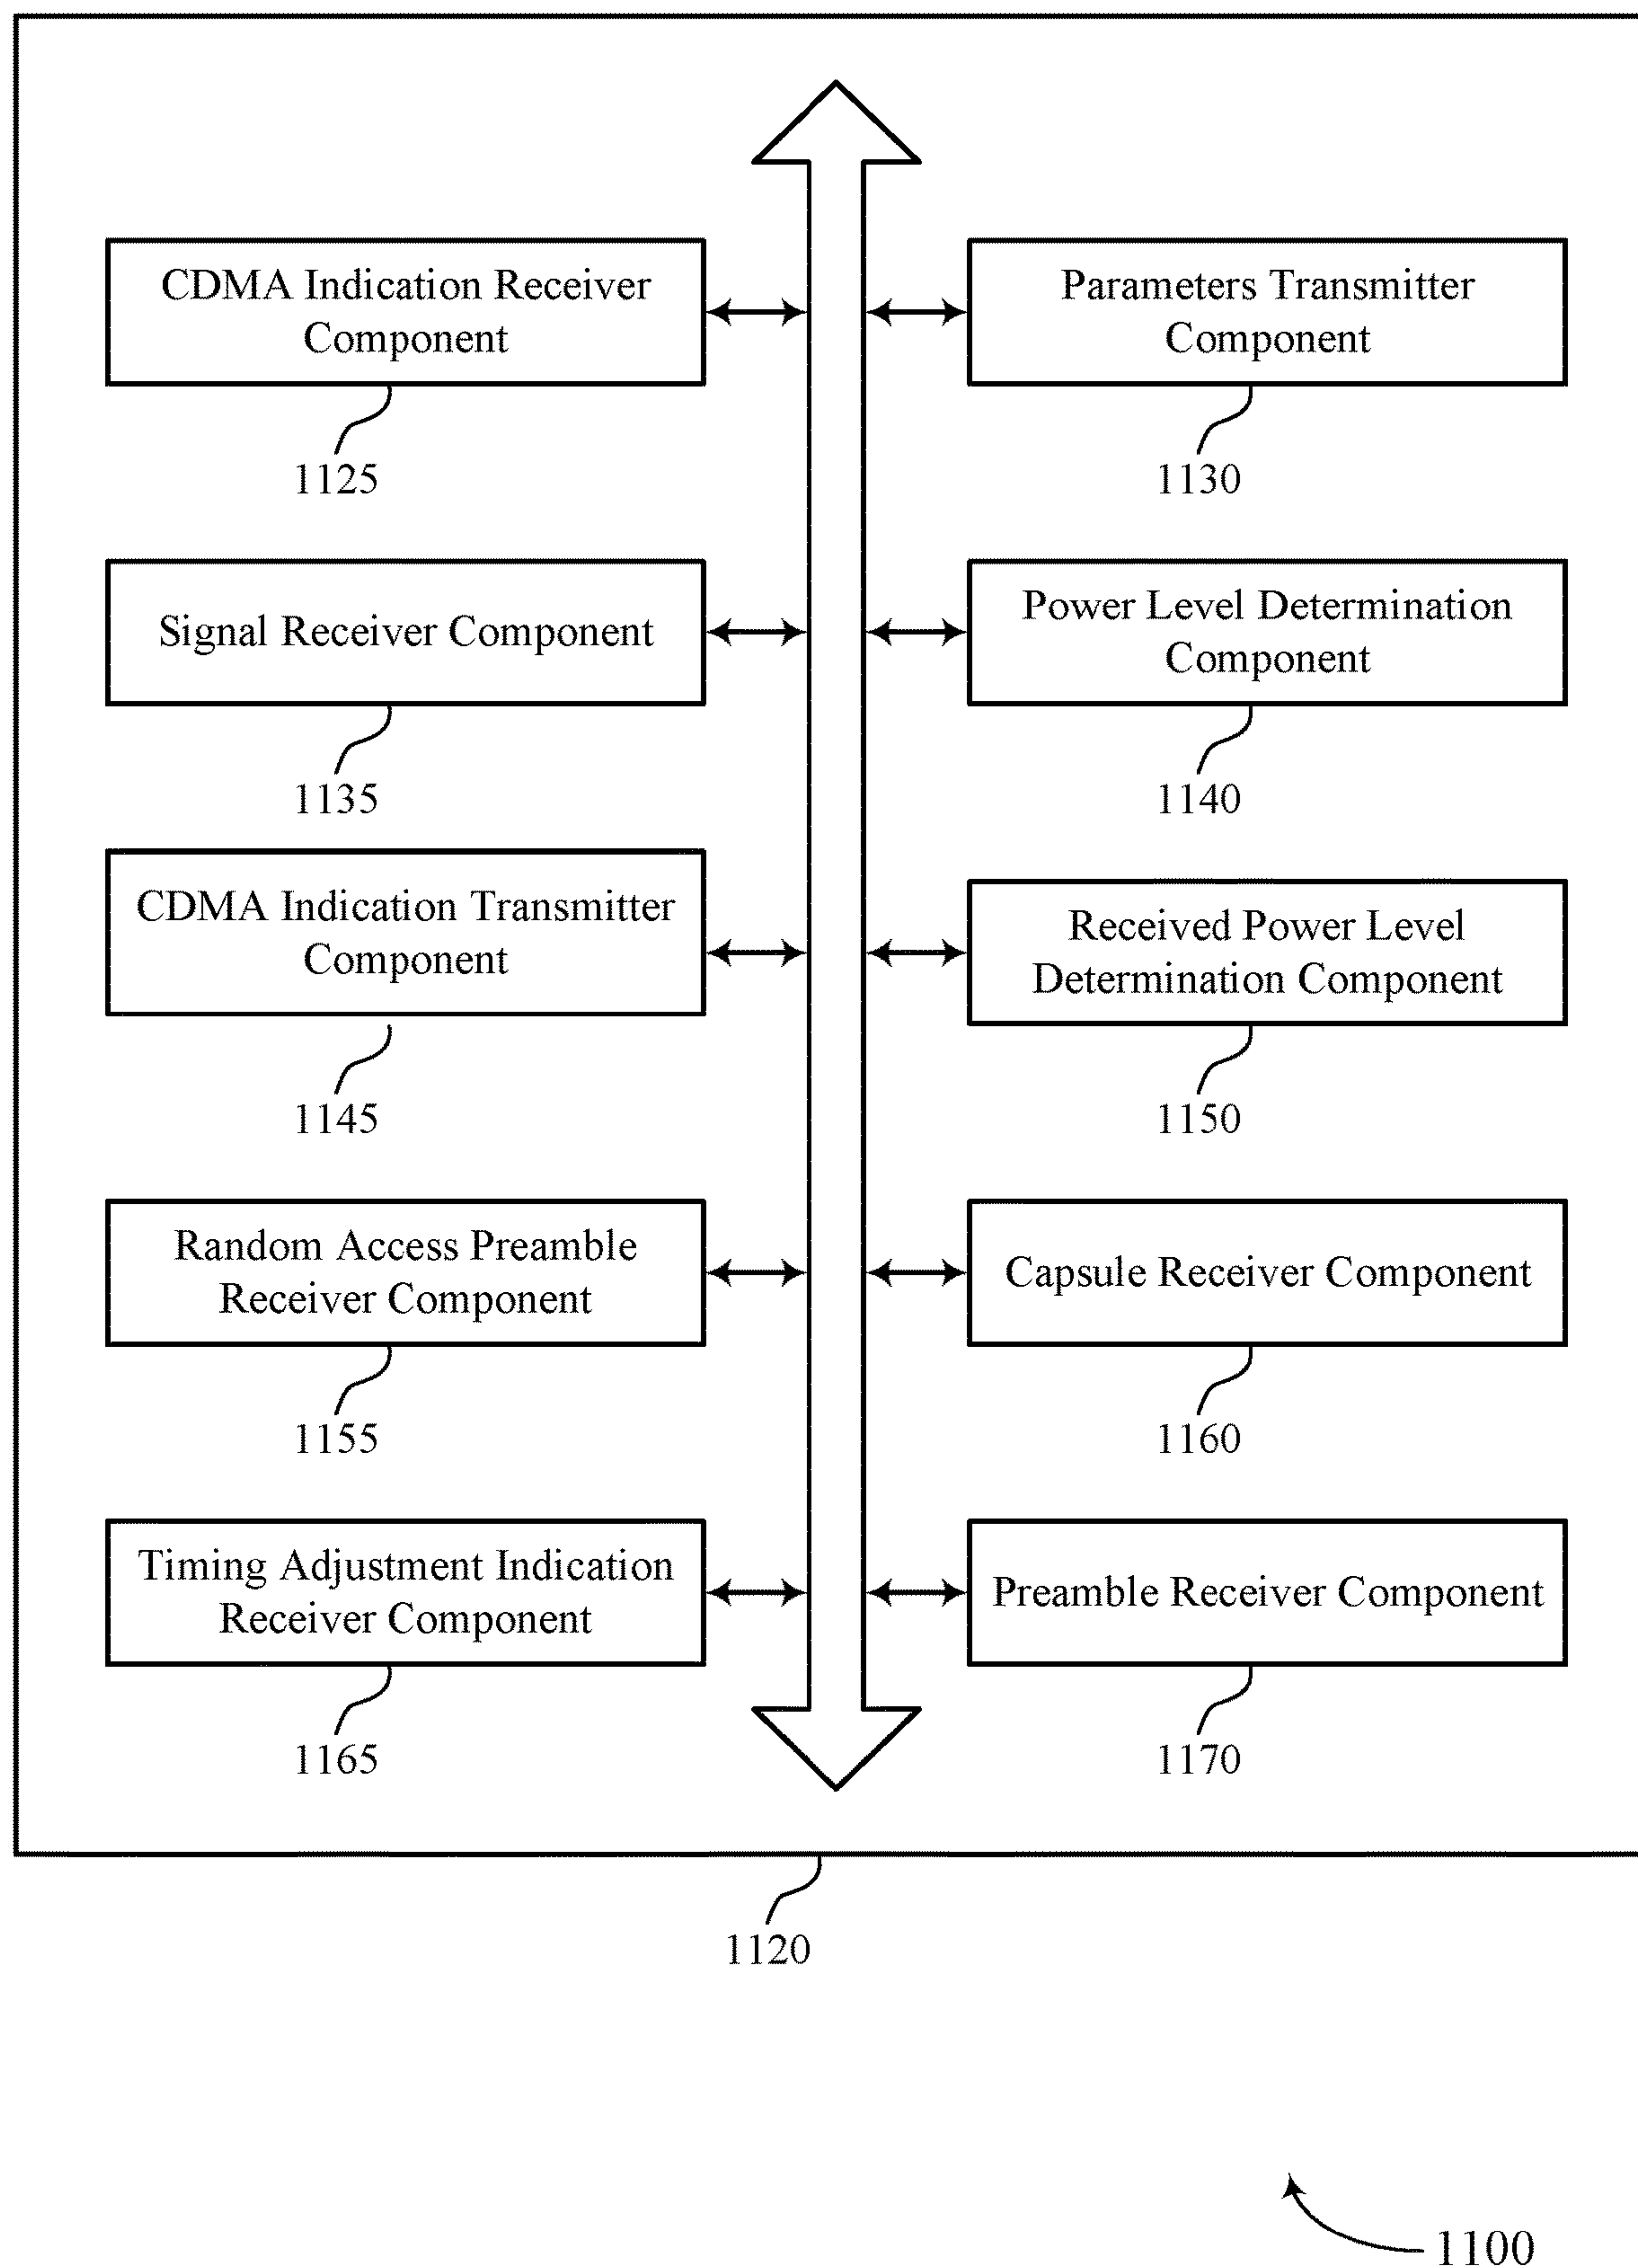 CDMA Indication Receiver
Component
1125
Parameters Transmitter
Component
1130
Signal Receiver Component
1135
Power Level Determination
Component
1140
CDMA Indication Transmitter
Component
1145
Received Power Level
Determination Component
1150
Random Access Preamble
Receiver Component
1155
Capsule Receiver Component
1160
Timing Adjustment Indication
Receiver Component
1165
Preamble Receiver Component
1170
1120
1100